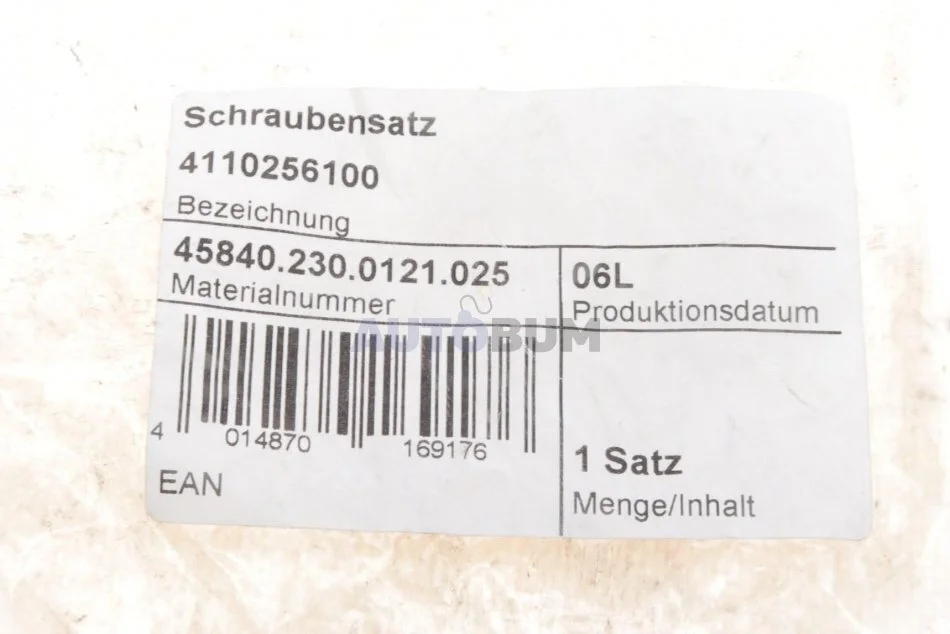 Schraubensatz
4110256100
Bezeichnung
45840.230.0121.025
Materialnummer
06L
Produktionsdatum
AUTOBUM
4 014870 169176
EAN
1 Satz
Menge/Inhalt